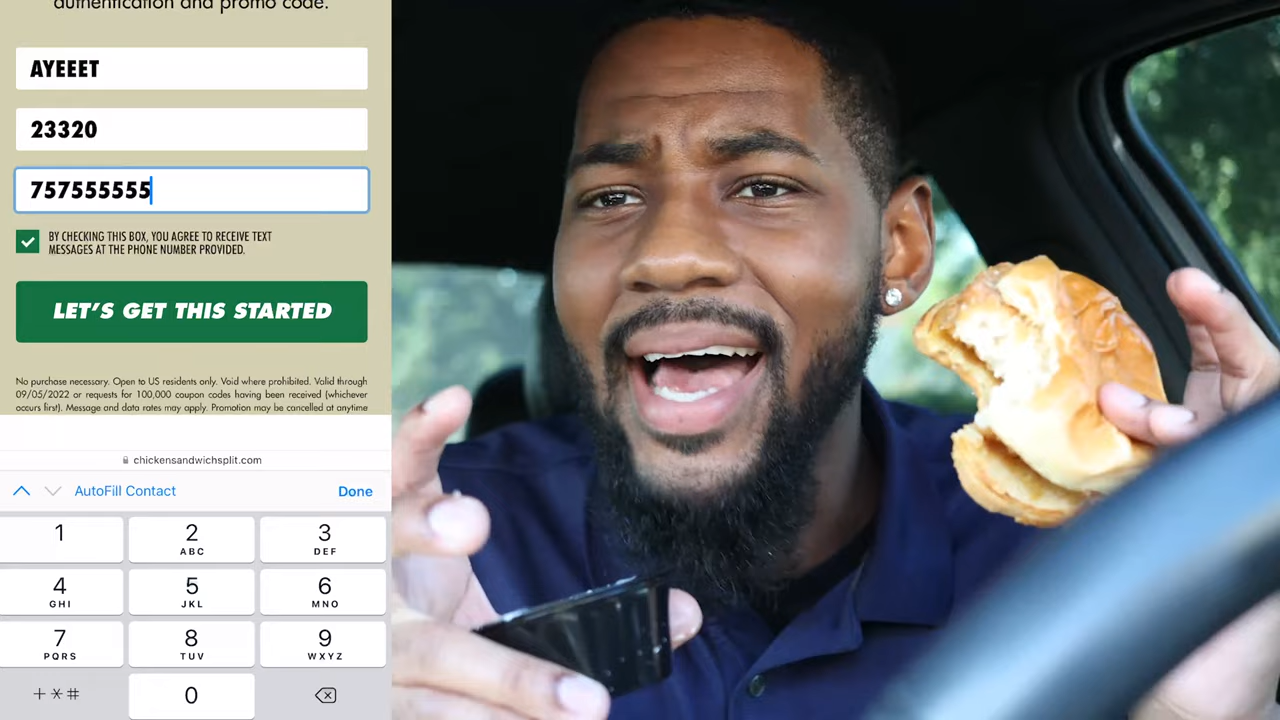 authentication and promo code.
AYEEET
23320
757555555
BY CHECKING THIS BOX, YOU AGREE TO RECEIVE TEXT
MESSAGES AT THE PHONE NUMBER PROVIDED.
LET'S GET THIS STARTED
No purchase necessary. Open to US residents only. Void where prohibited. Valid through
09/05/2022 or requests for 100,000 coupon codes having been received (whichever
occurs first). Message and data rates may apply. Promotion may be cancelled at anytime
chickensandwichsplit.com
AutoFill Contact Done
1 2 3
ABC DEF
4 5 6
GHI JKL MNO
7 8 9
PQRS TUV WXYZ
+*# 0